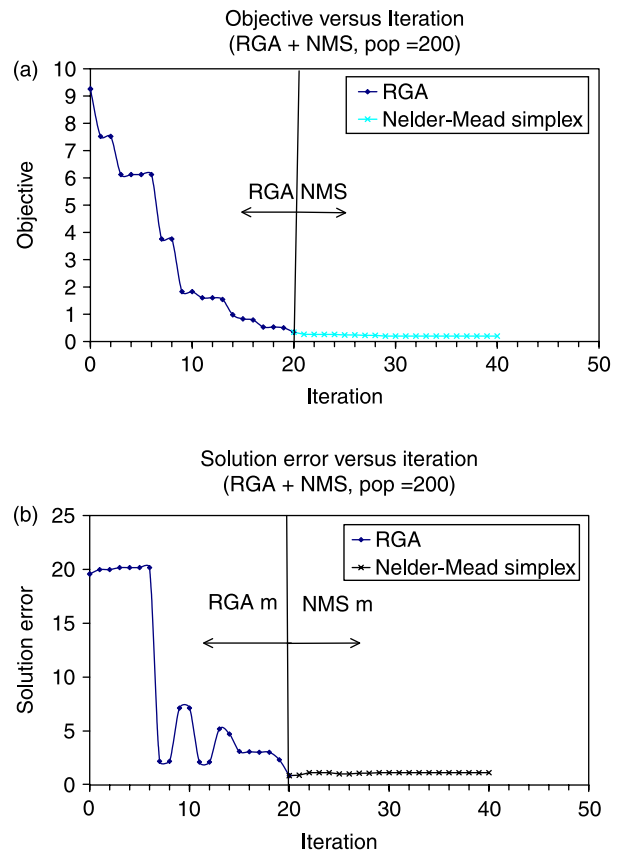 Objective versus Iteration
(RGA + NMS, pop =200)
(a)
10
9
8
7
6
5
4
3
2
1
0
Objective
RGA
Nelder-Mead simplex
RGA NMS
0 10 20 30 40 50
Iteration
Solution error versus iteration
(RGA + NMS, pop =200)
(b)
25
20
15
10
5
0
Solution error
RGA
Nelder-Mead simplex
RGA m NMS m
0 10 20 30 40 50
Iteration